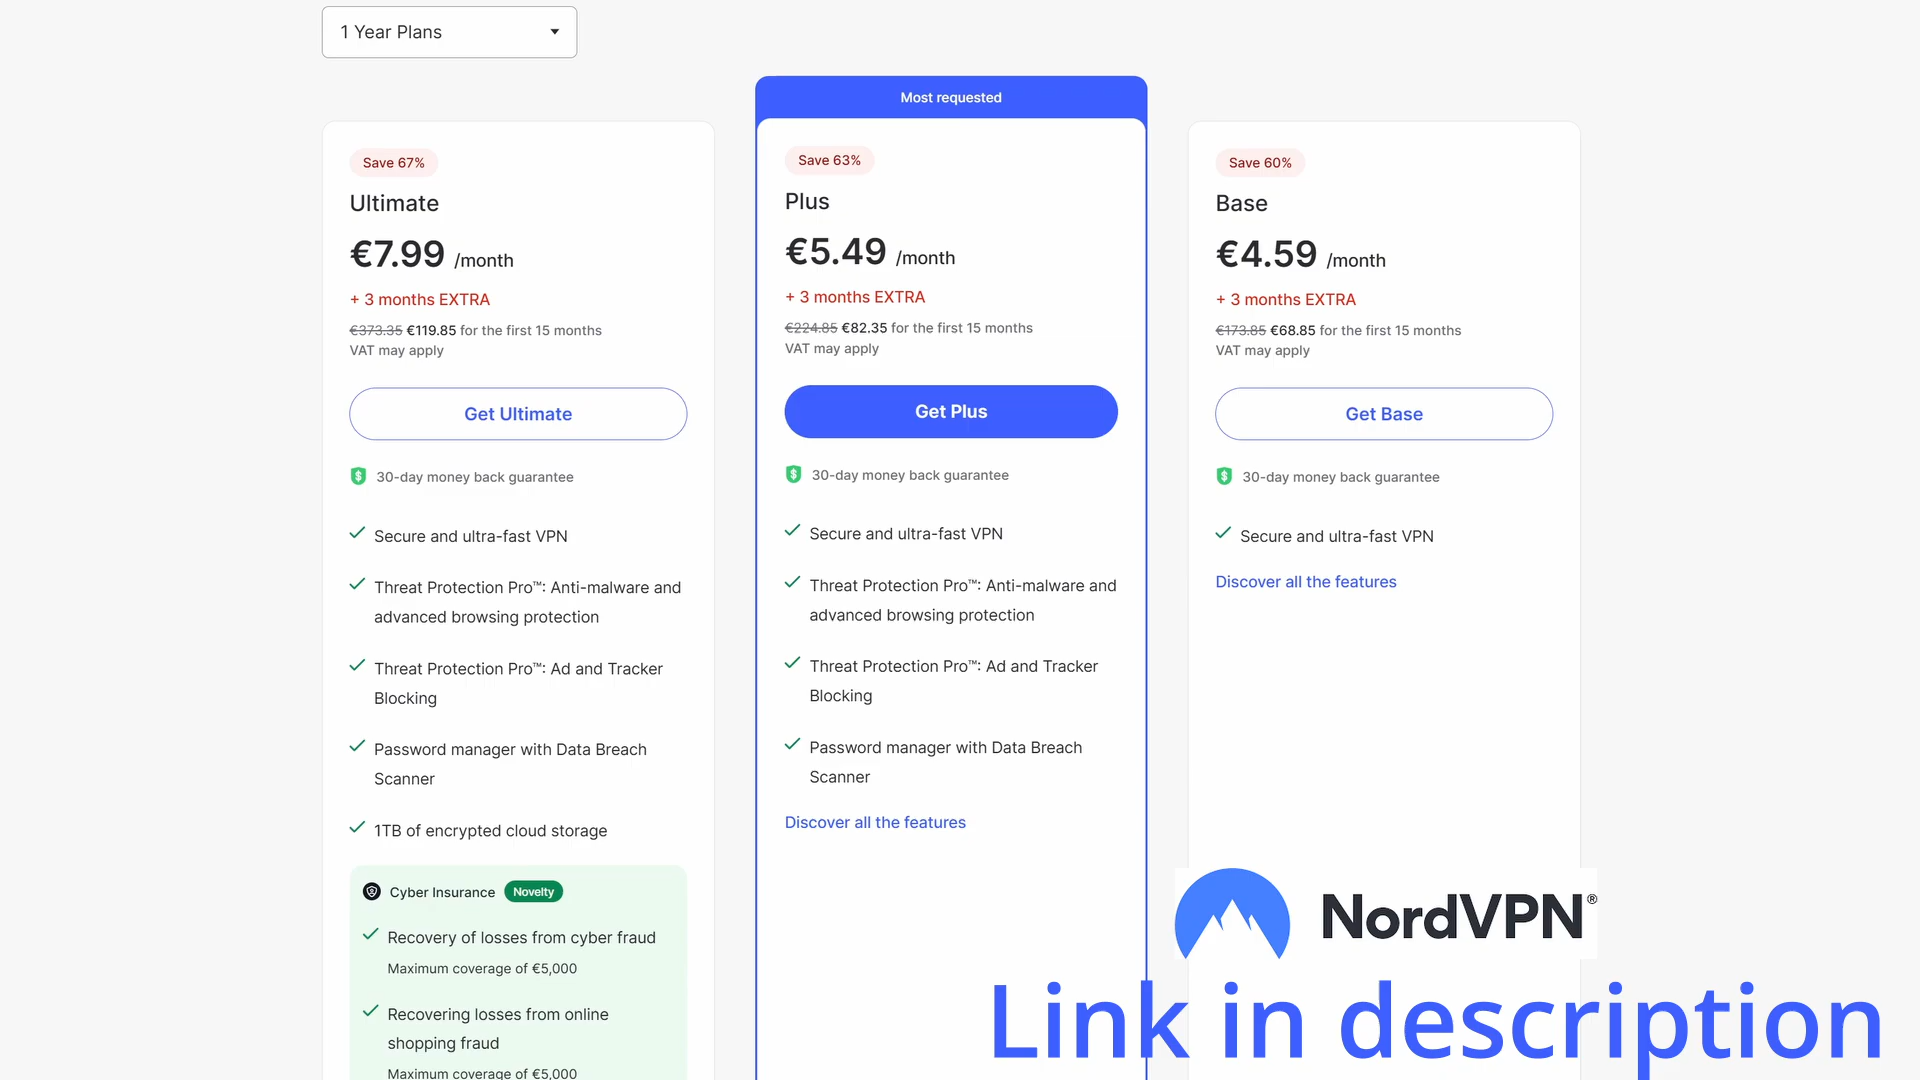 1 Year Plans
Most requested
Save 67%
Ultimate
€7.99 /month
+ 3 months EXTRA
€373.35 €119.85 for the first 15 months
VAT may apply
Get Ultimate
30-day money back guarantee
Secure and ultra-fast VPN
Threat Protection Pro™: Anti-malware and
advanced browsing protection
Threat Protection Pro™: Ad and Tracker
Blocking
Password manager with Data Breach
Scanner
1TB of encrypted cloud storage
Cyber Insurance Novelty
Recovery of losses from cyber fraud
Maximum coverage of €5,000
Recovering losses from online
shopping fraud
Maximum coverage of €5,000
Save 63%
Plus
€5.49 /month
+ 3 months EXTRA
€224.85 €82.35 for the first 15 months
VAT may apply
Get Plus
30-day money back guarantee
Secure and ultra-fast VPN
Threat Protection Pro™: Anti-malware and
advanced browsing protection
Threat Protection Pro™: Ad and Tracker
Blocking
Password manager with Data Breach
Scanner
Discover all the features
Save 60%
Base
€4.59 /month
+ 3 months EXTRA
€173.85 €68.85 for the first 15 months
VAT may apply
Get Base
30-day money back guarantee
Secure and ultra-fast VPN
Discover all the features
NordVPN®
Link in description